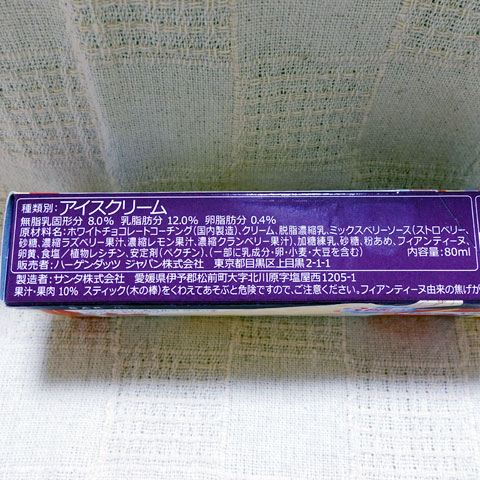 種類別:アイスクリーム
無脂乳固形分 8.0% 乳脂肪分 12.0% 卵脂肪分 0.4%
原材料名:ホワイトチョコレートコーチング(国内製造)、クリーム、脱脂濃縮乳、ミックスベリーソース(ストロベリー、
砂糖、濃縮ラズベリー果汁、濃縮レモン果汁、濃縮クランベリー果汁)、加糖練乳、砂糖、粉あめ、フィアンティーヌ、
卵黄、食塩/植物レシチン、安定剤(ペクチン)、(一部に乳成分・卵・小麦・大豆を含む) 内容量:80ml
販売者:ハーゲンダッツ ジャパン株式会社 東京都目黒区上目黒2-1-1
製造者:サンタ株式会社 愛媛県伊予郡松前町大字北川原字塩屋西1205-1
果汁・果肉 10% スティック(木の棒)をくわえてあそぶと危険ですので、ご注意ください。フィアンティーヌ由来の焦げが